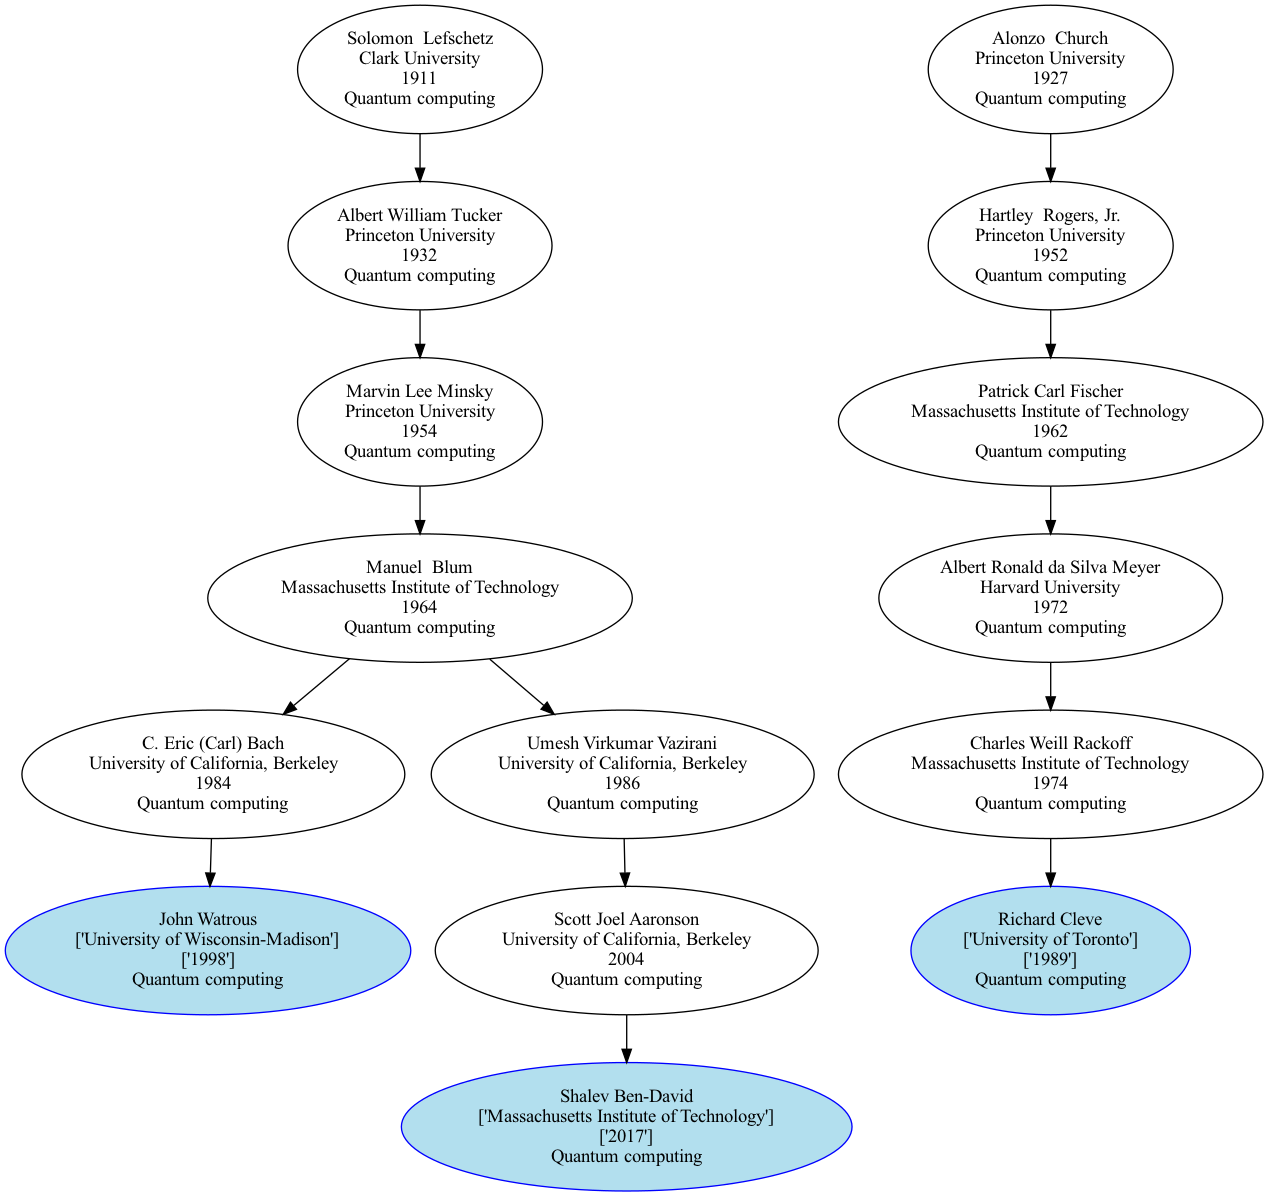 Solomon  Lefschetz
Clark University
1911
Quantum computing
Alonzo  Church
Princeton University
1927
Quantum computing
Albert William Tucker
Princeton University
1932
Quantum computing
Hartley  Rogers, Jr.
Princeton University
1952
Quantum computing
Marvin Lee Minsky
Princeton University
1954
Quantum computing
Patrick Carl Fischer
Massachusetts Institute of Technology
1962
Quantum computing
Manuel  Blum
Massachusetts Institute of Technology
1964
Quantum computing
Albert Ronald da Silva Meyer
Harvard University
1972
Quantum computing
C. Eric (Carl) Bach
University of California, Berkeley
1984
Quantum computing
Umesh Virkumar Vazirani
University of California, Berkeley
1986
Quantum computing
Charles Weill Rackoff
Massachusetts Institute of Technology
1974
Quantum computing
John Watrous
['University of Wisconsin-Madison']
['1998']
Quantum computing
Scott Joel Aaronson
University of California, Berkeley
2004
Quantum computing
Richard Cleve
['University of Toronto']
['1989']
Quantum computing
Shalev Ben-David
['Massachusetts Institute of Technology']
['2017']
Quantum computing